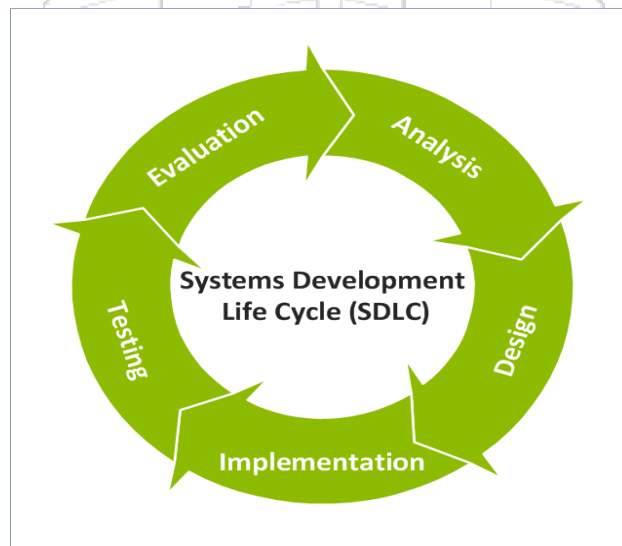 Systems Development
Life Cycle (SDLC)
Analysis
Design
Implementation
Testing
Evaluation